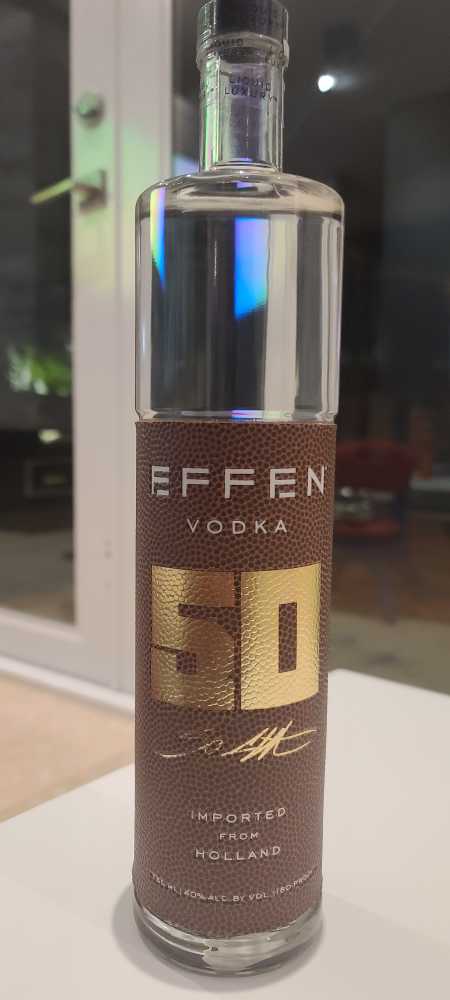 LIQUID
LUXURY
EFFEN
VODKA
50
IMPORTED
FROM
HOLLAND
750 ML | 40% ALC. BY VOL. | (80 PROOF)